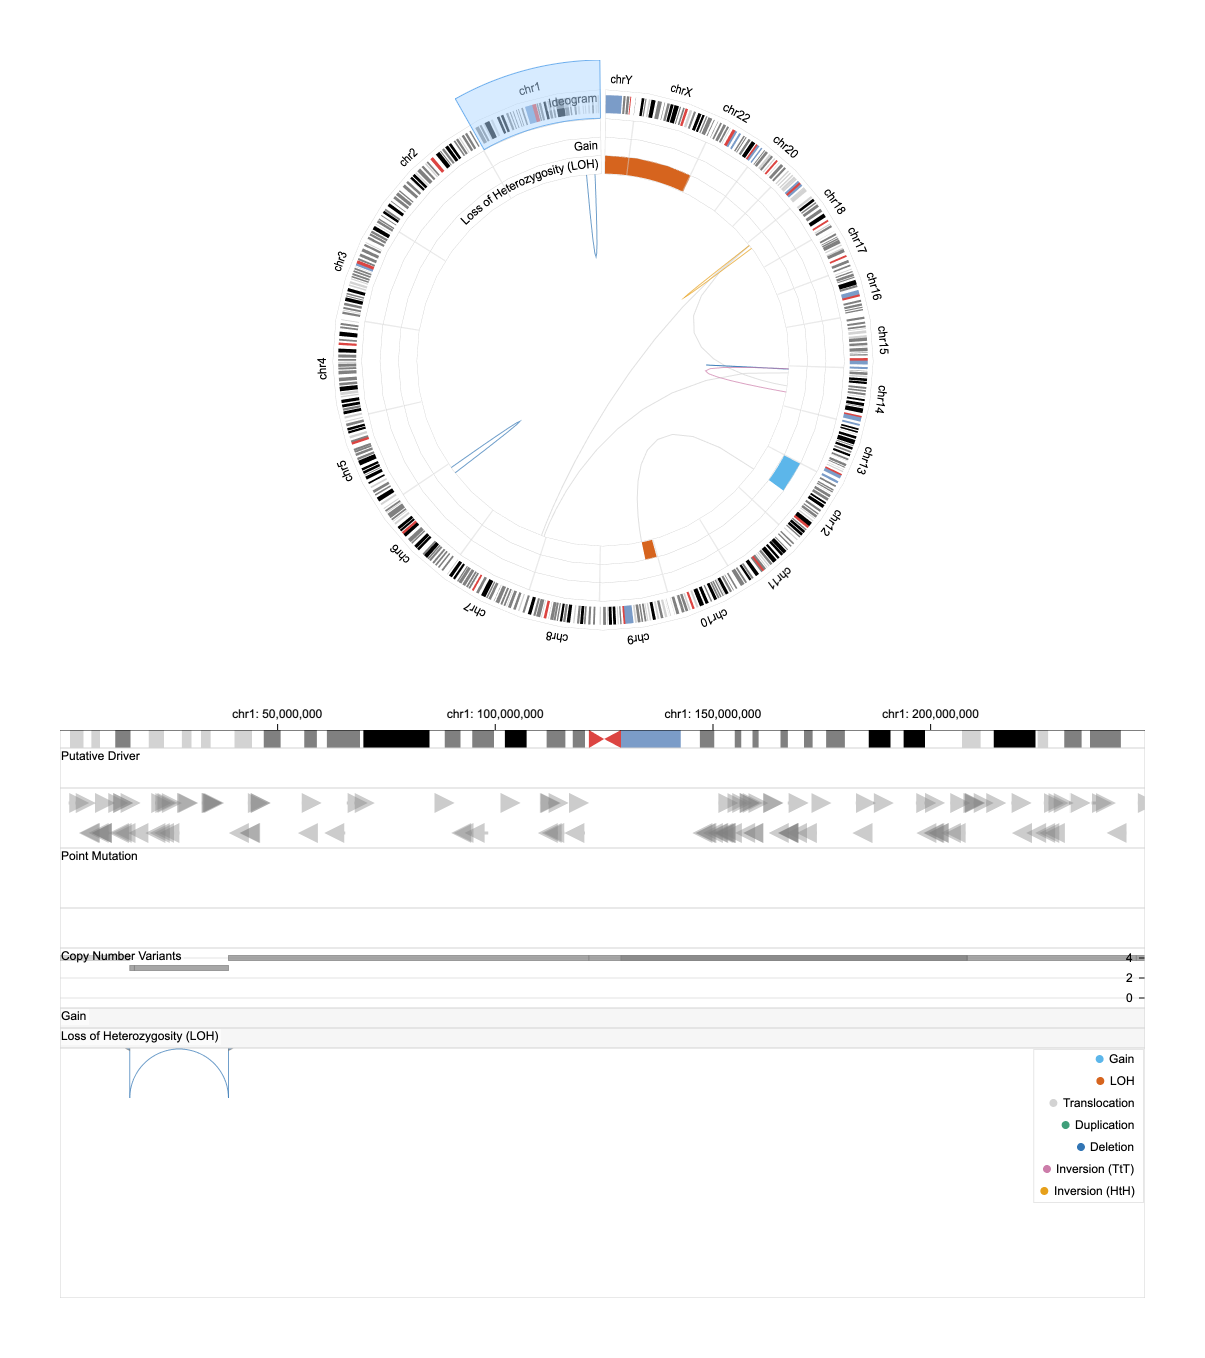 chrY
chrX
chr22
chr20
chr18
chr17
chr16
chr15
chr14
chr13
chr12
chr11
chr10
chr9
chr8
chr7
chr6
chr5
chr4
chr3
chr2
chr1
Ideogram
Gain
Loss of Heterozygosity (LOH)
chr1: 50,000,000
chr1: 100,000,000
chr1: 150,000,000
chr1: 200,000,000
Putative Driver
Point Mutation
Copy Number Variants
4
2
0
Gain
Loss of Heterozygosity (LOH)
Gain
LOH
Translocation
Duplication
Deletion
Inversion (TtT)
Inversion (HtH)